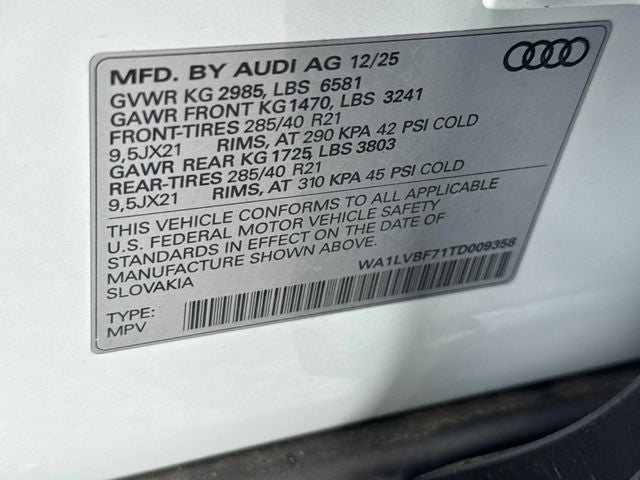 MFD. BY AUDI AG 12/25
GVWR KG 2985, LBS 6581
GAWR FRONT KG1470, LBS 3241
FRONT-TIRES 285/40 R21
9,5JX21 RIMS, AT 290 KPA 42 PSI COLD
GAWR REAR KG 1725, LBS 3803
REAR-TIRES 285/40 R21
9,5JX21 RIMS, AT 310 KPA 45 PSI COLD
THIS VEHICLE CONFORMS TO ALL APPLICABLE
U.S. FEDERAL MOTOR VEHICLE SAFETY
STANDARDS IN EFFECT ON THE DATE OF
MANUFACTURE SHOWN ABOVE.
SLOVAKIA
WA1LVBF71TD009358
TYPE:
MPV